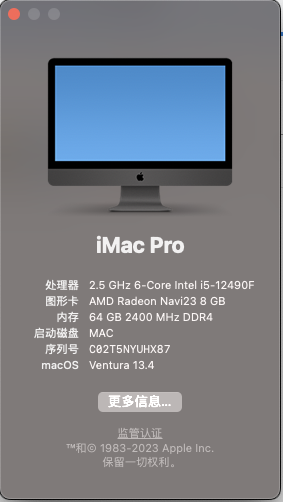 iMac Pro
处理器 2.5 GHz 6-Core Intel i5-12490F
图形卡 AMD Radeon Navi23 8 GB
内存 64 GB 2400 MHz DDR4
启动磁盘 MAC
序列号 C02T5NYUHX87
macOS Ventura 13.4
更多信息...
监管认证
™和© 1983-2023 Apple Inc.
保留一切权利。